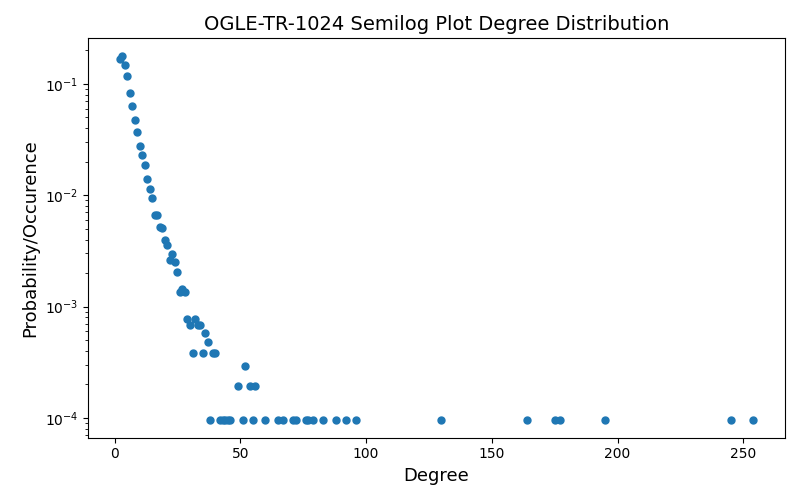 OGLE-TR-1024 Semilog Plot Degree Distribution
Probability/Occurence
10⁻¹
10⁻²
10⁻³
10⁻⁴
0 50 100 150 200 250
Degree